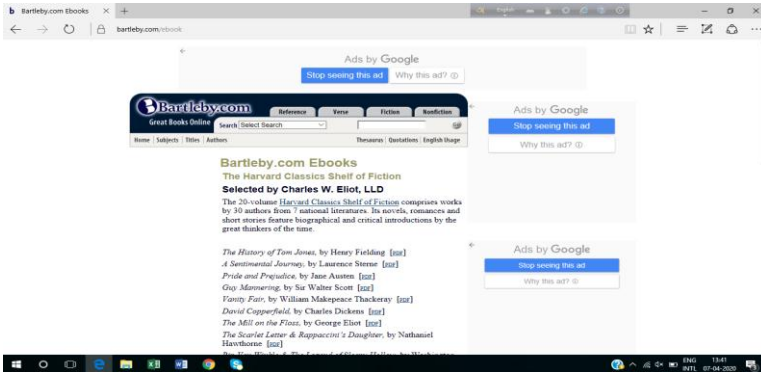 Bartleby.com Ebooks
bartleby.com/ebook
Ads by Google
Stop seeing this ad Why this ad?
Bartleby.com
Great Books Online
Reference Verse Fiction Nonfiction
Search Select Search
Home Subjects Titles Authors Thesaurus Quotations English Usage
Ads by Google
Stop seeing this ad
Why this ad?
Bartleby.com Ebooks
The Harvard Classics Shelf of Fiction
Selected by Charles W. Eliot, LLD
The 20-volume Harvard Classics Shelf of Fiction comprises works
by 30 authors from 7 national literatures. Its novels, romances and
short stories feature biographical and critical introductions by the
great thinkers of the time.
The History of Tom Jones, by Henry Fielding [PDF]
A Sentimental Journey, by Laurence Sterne [PDF]
Pride and Prejudice, by Jane Austen [PDF]
Guy Mannering, by Sir Walter Scott [PDF]
Vanity Fair, by William Makepeace Thackeray [PDF]
David Copperfield, by Charles Dickens [PDF]
The Mill on the Floss, by George Eliot [PDF]
The Scarlet Letter & Rappaccini's Daughter, by Nathaniel
Hawthorne [PDF]
Ads by Google
Stop seeing this ad
Why this ad?
ENG 13:41
INTL 07-04-2020